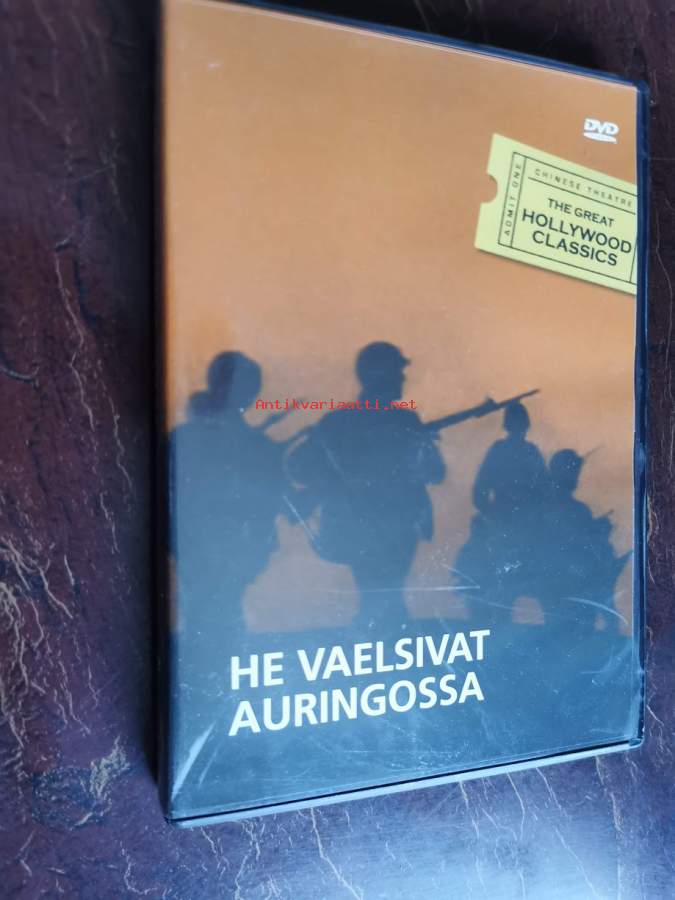 DVD
CHINESE THEATRE
ADMIT ONE
THE GREAT
HOLLYWOOD
CLASSICS
Antikvariaatti.net
HE VAELSIVAT
AURINGOSSA